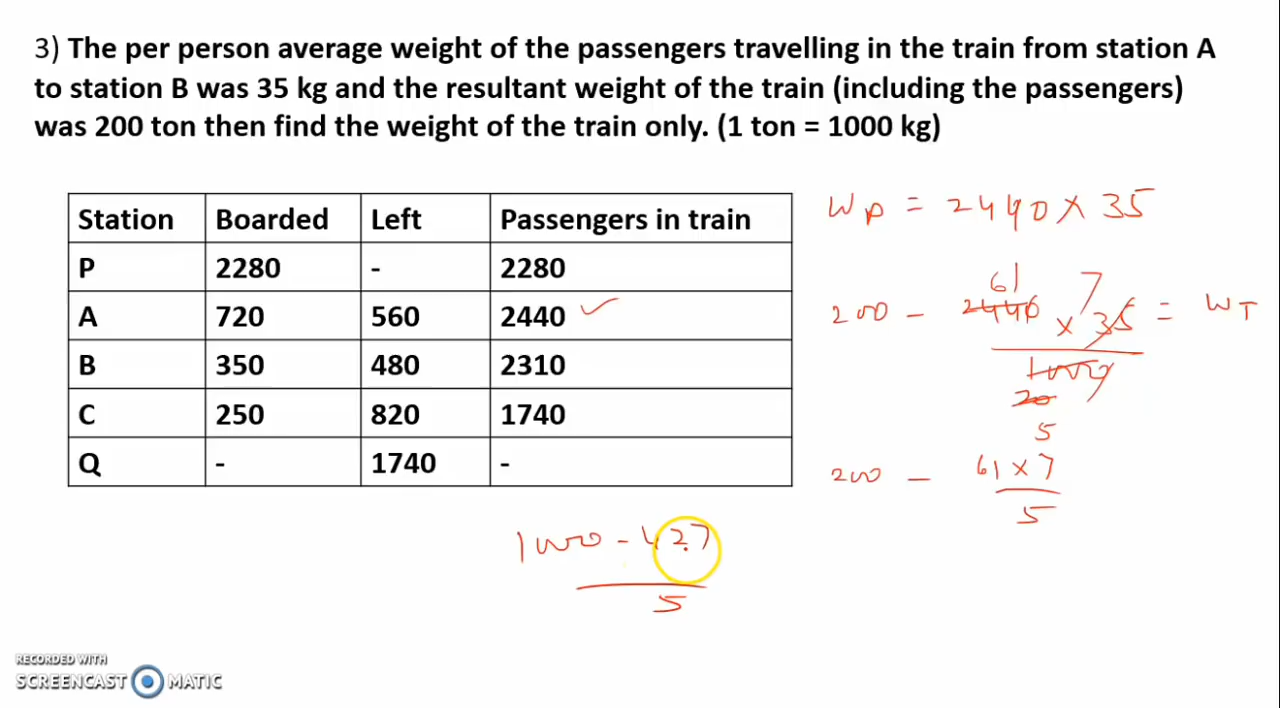 3) The per person average weight of the passengers travelling in the train from station A
to station B was 35 kg and the resultant weight of the train (including the passengers)
was 200 ton then find the weight of the train only. (1 ton = 1000 kg)
Station Boarded Left Passengers in train
P 2280 - 2280
A 720 560 2440 ✓
B 350 480 2310
C 250 820 1740
Q - 1740 -
Wp = 2440 × 35
61 7
200 - 2440 × 35 = WT
1000
20
5
200 - 61 × 7
5
1000 - 427
5
RECORDED WITH
SCREENCAST MATIC